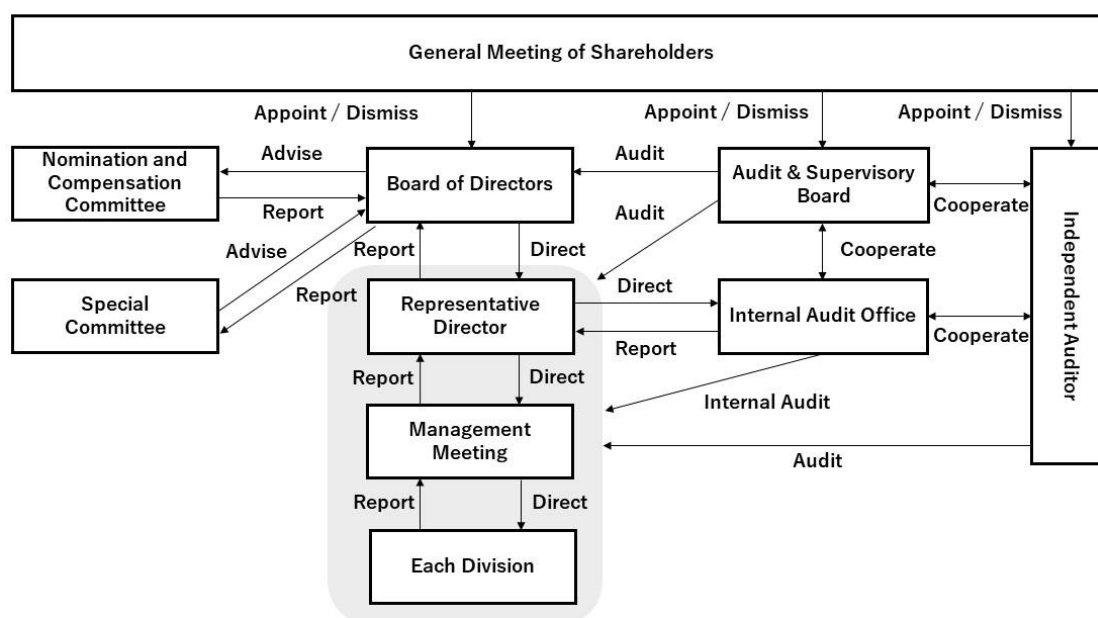 General Meeting of Shareholders
Appoint / Dismiss
Appoint / Dismiss
Appoint / Dismiss
Nomination and
Compensation
Committee
Advise
Report
Board of Directors
Audit
Audit
Audit & Supervisory
Board
Cooperate
Independent Auditor
Advise
Report
Report
Direct
Cooperate
Special
Committee
Representative
Director
Direct
Report
Internal Audit Office
Cooperate
Report
Direct
Internal Audit
Management
Meeting
Audit
Report
Direct
Each Division